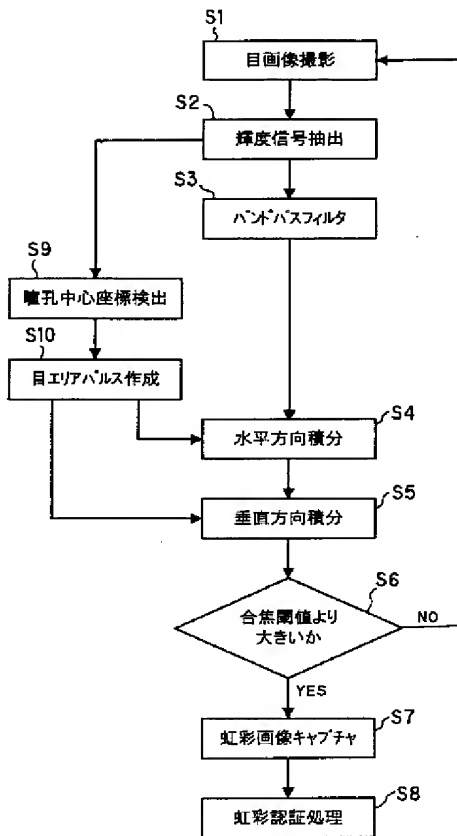 S1
目画像撮影
S2
輝度信号抽出
S3
バンドパスフィルタ
S9
瞳孔中心座標検出
S10
目エリアパルス作成
S4
水平方向積分
S5
垂直方向積分
S6
合焦閾値より
大きいか
NO
YES
S7
虹彩画像キャプチャ
S8
虹彩認証処理